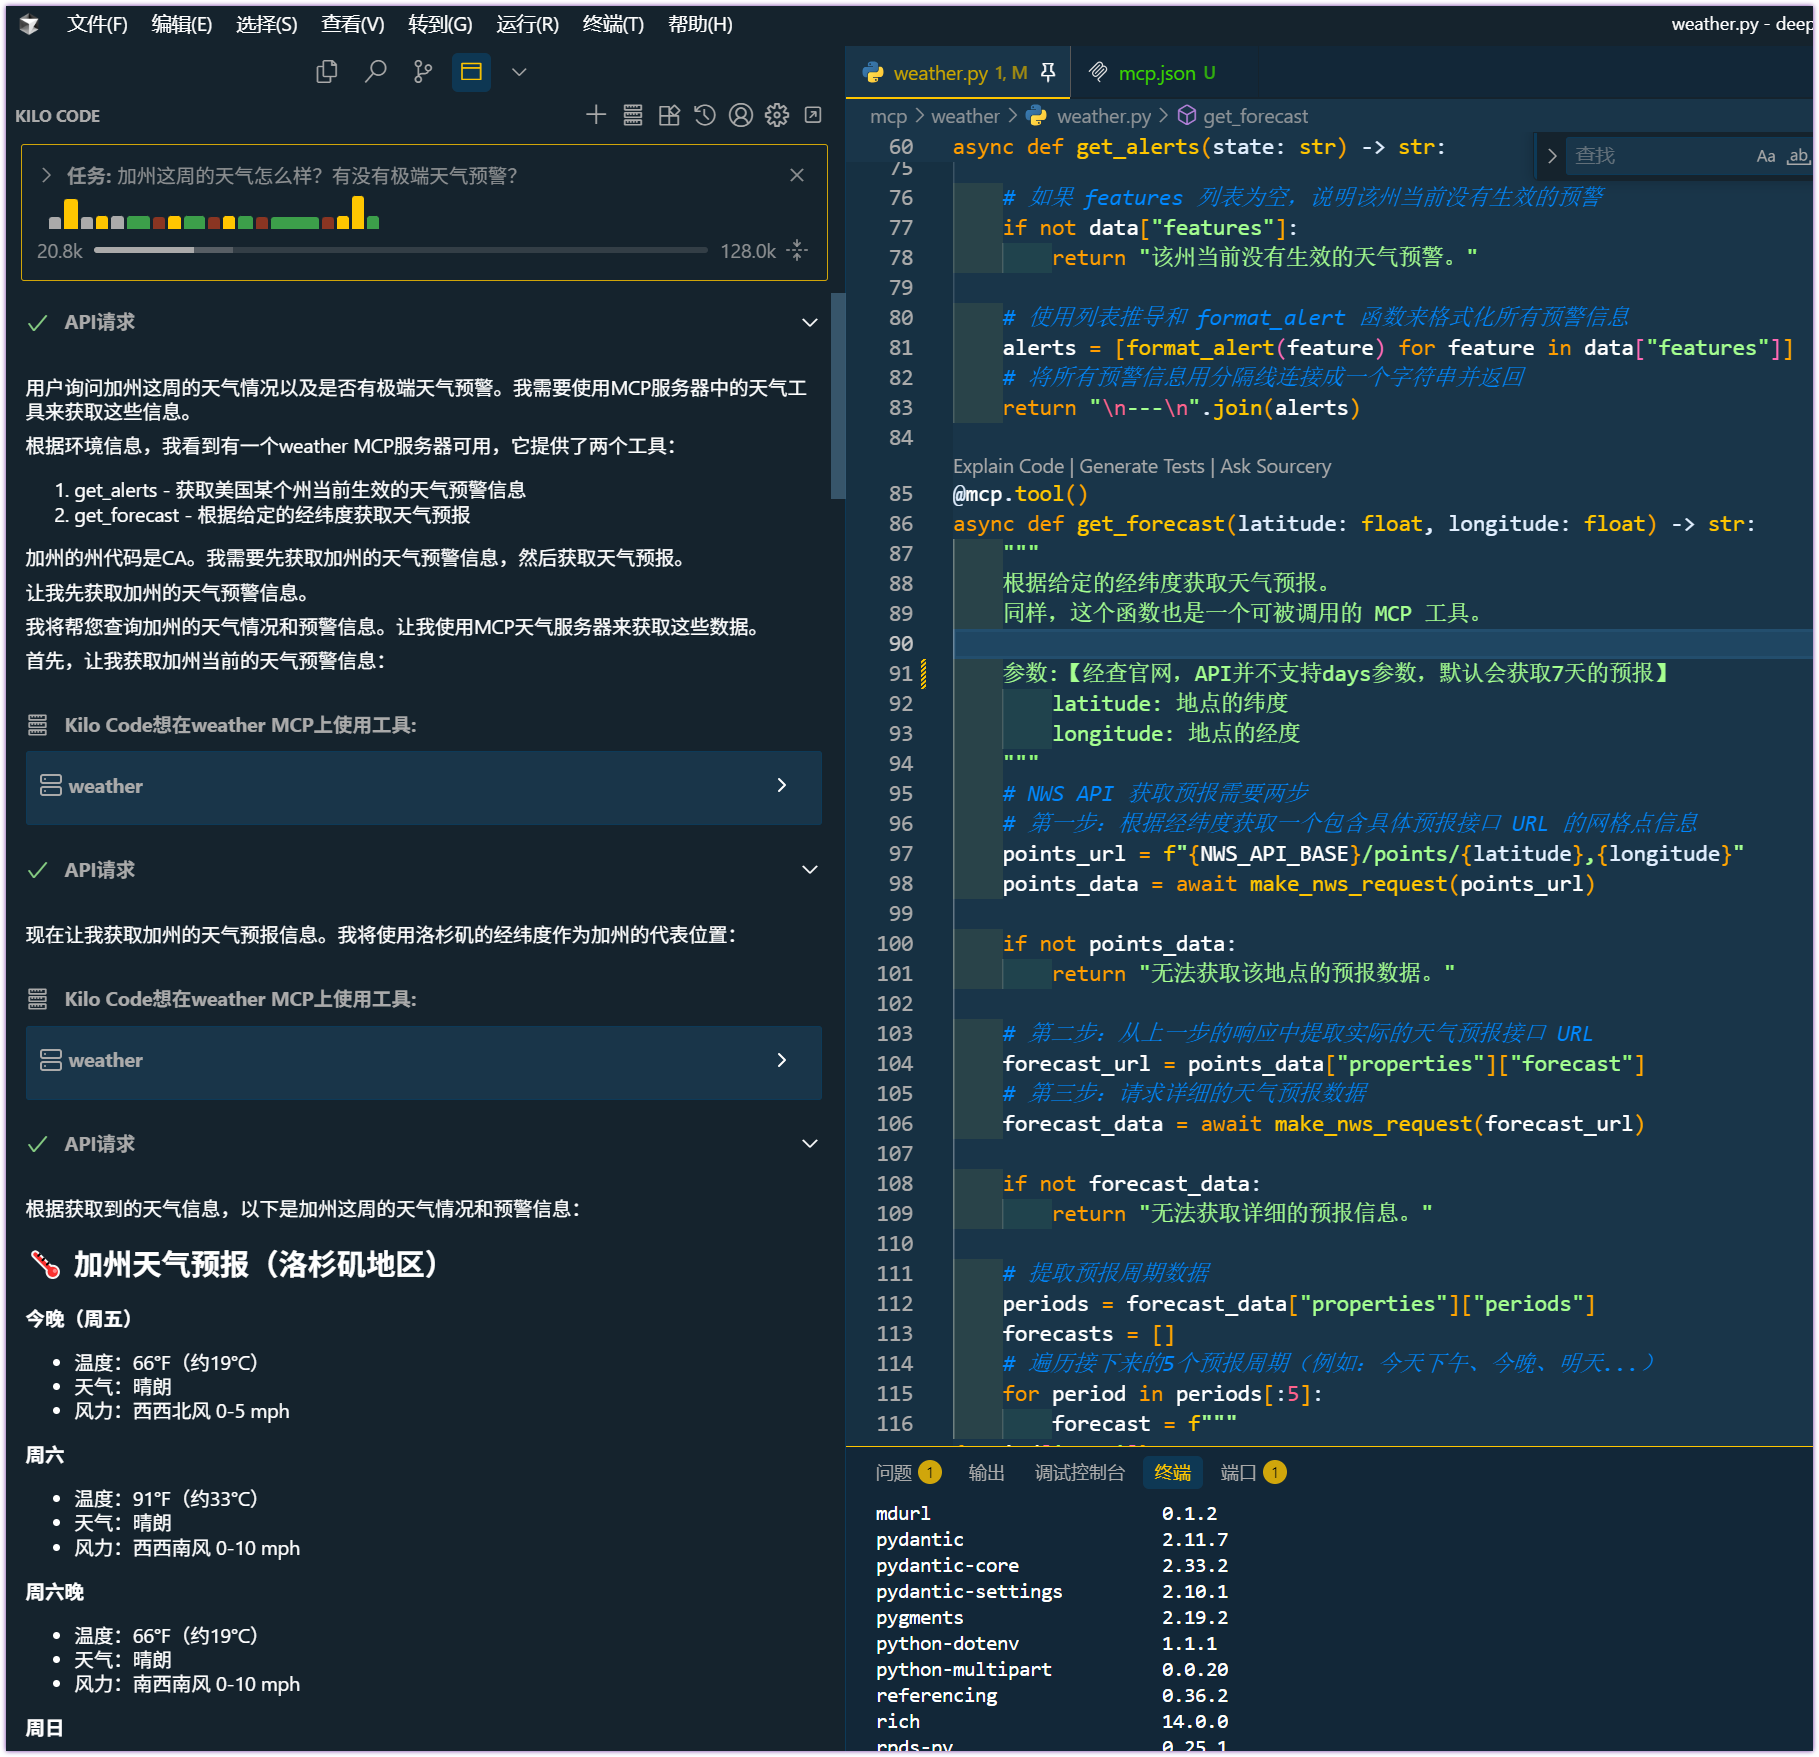 文件(F) 编辑(E) 选择(S) 查看(V) 转到(G) 运行(R) 终端(T) 帮助(H)
weather.py - deep
KILO CODE
任务: 加州这周的天气怎么样？有没有极端天气预警？
20.8k 128.0k
API请求
用户询问加州这周的天气情况以及是否有极端天气预警。我需要使用MCP服务器中的天气工
具来获取这些信息。
根据环境信息，我看到有一个weather MCP服务器可用，它提供了两个工具：
1. get_alerts - 获取美国某个州当前生效的天气预警信息
2. get_forecast - 根据给定的经纬度获取天气预报
加州的州代码是CA。我需要先获取加州的天气预警信息，然后获取天气预报。
让我先获取加州的天气预警信息。
我将帮您查询加州的天气情况和预警信息。让我使用MCP天气服务器来获取这些数据。
首先，让我获取加州当前的天气预警信息：
Kilo Code想在weather MCP上使用工具:
weather
API请求
现在让我获取加州的天气预报信息。我将使用洛杉矶的经纬度作为加州的代表位置：
Kilo Code想在weather MCP上使用工具:
weather
API请求
根据获取到的天气信息，以下是加州这周的天气情况和预警信息：
加州天气预报（洛杉矶地区）
今晚（周五）
• 温度：66°F（约19°C）
• 天气：晴朗
• 风力：西西北风 0-5 mph
周六
• 温度：91°F（约33°C）
• 天气：晴朗
• 风力：西西南风 0-10 mph
周六晚
• 温度：66°F（约19°C）
• 天气：晴朗
• 风力：南西南风 0-10 mph
周日
weather.py 1, M mcp.json U
mcp > weather > weather.py > get_forecast
查找 Aa ab
60 async def get_alerts(state: str) -> str:
75
76 # 如果 features 列表为空，说明该州当前没有生效的预警
77 if not data["features"]:
78 return "该州当前没有生效的天气预警。"
79
80 # 使用列表推导和 format_alert 函数来格式化所有预警信息
81 alerts = [format_alert(feature) for feature in data["features"]]
82 # 将所有预警信息用分隔线连接成一个字符串并返回
83 return "\n---\n".join(alerts)
84
Explain Code | Generate Tests | Ask Sourcery
85 @mcp.tool()
86 async def get_forecast(latitude: float, longitude: float) -> str:
87 """
88 根据给定的经纬度获取天气预报。
89 同样，这个函数也是一个可被调用的 MCP 工具。
90
91 参数:【经查官网，API并不支持days参数，默认会获取7天的预报】
92 latitude: 地点的纬度
93 longitude: 地点的经度
94 """
95 # NWS API 获取预报需要两步
96 # 第一步：根据经纬度获取一个包含具体预报接口 URL 的网格点信息
97 points_url = f"{NWS_API_BASE}/points/{latitude},{longitude}"
98 points_data = await make_nws_request(points_url)
99
100 if not points_data:
101 return "无法获取该地点的预报数据。"
102
103 # 第二步：从上一步的响应中提取实际的天气预报接口 URL
104 forecast_url = points_data["properties"]["forecast"]
105 # 第三步：请求详细的天气预报数据
106 forecast_data = await make_nws_request(forecast_url)
107
108 if not forecast_data:
109 return "无法获取详细的预报信息。"
110
111 # 提取预报周期数据
112 periods = forecast_data["properties"]["periods"]
113 forecasts = []
114 # 遍历接下来的5个预报周期（例如：今天下午、今晚、明天...）
115 for period in periods[:5]:
116 forecast = f"""
问题 1 输出 调试控制台 终端 端口 1
mdurl 0.1.2
pydantic 2.11.7
pydantic-core 2.33.2
pydantic-settings 2.10.1
pygments 2.19.2
python-dotenv 1.1.1
python-multipart 0.0.20
referencing 0.36.2
rich 14.0.0
rpds-py 0.25.1